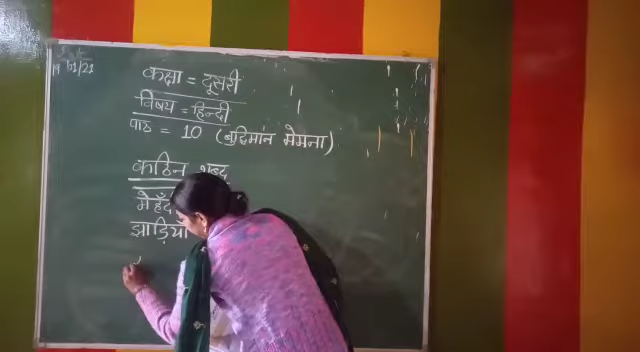 कक्षा = दूसरी
विषय = हिन्दी
पाठ = 10 (बुद्धिमान मेमना)
कठिन शब्द
झाड़ियाँ